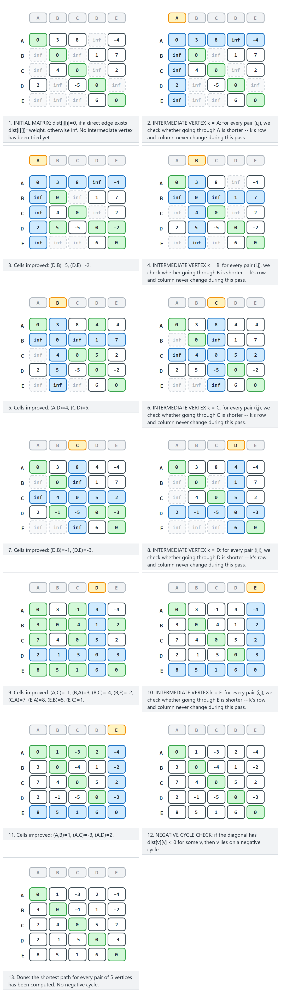 A B C D E
A 0 3 8 inf -4
B inf 0 inf 1 7
C inf 4 0 inf 2
D 2 inf -5 0 inf
E inf inf inf 6 0
1. INITIAL MATRIX: dist[i][i]=0, if a direct edge exists
dist[i][j]=weight, otherwise inf. No intermediate vertex
has been tried yet.
A B C D E
A 0 3 8 inf -4
B inf 0 inf 1 7
C inf 4 0 inf 2
D 2 inf -5 0 inf
E inf inf inf 6 0
2. INTERMEDIATE VERTEX k = A: for every pair (i,j), we
check whether going through A is shorter -- k's row
and column never change during this pass.
A B C D E
A 0 3 8 inf -4
B inf 0 inf 1 7
C inf 4 0 inf 2
D 2 5 -5 0 -2
E inf inf inf 6 0
3. Cells improved: (D,B)=5, (D,E)=-2.
A B C D E
A 0 3 8 inf -4
B inf 0 inf 1 7
C inf 4 0 inf 2
D 2 5 -5 0 -2
E inf inf inf 6 0
4. INTERMEDIATE VERTEX k = B: for every pair (i,j), we
check whether going through B is shorter -- k's row
and column never change during this pass.
A B C D E
A 0 3 8 4 -4
B inf 0 inf 1 7
C inf 4 0 5 2
D 2 5 -5 0 -2
E inf inf inf 6 0
5. Cells improved: (A,D)=4, (C,D)=5.
A B C D E
A 0 3 8 4 -4
B inf 0 inf 1 7
C inf 4 0 5 2
D 2 5 -5 0 -2
E inf inf inf 6 0
6. INTERMEDIATE VERTEX k = C: for every pair (i,j), we
check whether going through C is shorter -- k's row
and column never change during this pass.
A B C D E
A 0 3 8 4 -4
B inf 0 inf 1 7
C inf 4 0 5 2
D 2 -1 -5 0 -3
E inf inf inf 6 0
7. Cells improved: (D,B)=-1, (D,E)=-3.
A B C D E
A 0 3 8 4 -4
B inf 0 inf 1 7
C inf 4 0 5 2
D 2 -1 -5 0 -3
E inf inf inf 6 0
8. INTERMEDIATE VERTEX k = D: for every pair (i,j), we
check whether going through D is shorter -- k's row
and column never change during this pass.
A B C D E
A 0 3 -1 4 -4
B 3 0 -4 1 -2
C 7 4 0 5 2
D 2 -1 -5 0 -3
E 8 5 1 6 0
9. Cells improved: (A,C)=-1, (B,A)=3, (B,C)=-4, (B,E)=-2,
(C,A)=7, (E,A)=8, (E,B)=5, (E,C)=1.
A B C D E
A 0 3 -1 4 -4
B 3 0 -4 1 -2
C 7 4 0 5 2
D 2 -1 -5 0 -3
E 8 5 1 6 0
10. INTERMEDIATE VERTEX k = E: for every pair (i,j), we
check whether going through E is shorter -- k's row
and column never change during this pass.
A B C D E
A 0 1 -3 2 -4
B 3 0 -4 1 -2
C 7 4 0 5 2
D 2 -1 -5 0 -3
E 8 5 1 6 0
11. Cells improved: (A,B)=1, (A,C)=-3, (A,D)=2.
A B C D E
A 0 1 -3 2 -4
B 3 0 -4 1 -2
C 7 4 0 5 2
D 2 -1 -5 0 -3
E 8 5 1 6 0
12. NEGATIVE CYCLE CHECK: if the diagonal has
dist[v][v] < 0 for some v, then v lies on a negative
cycle.
A B C D E
A 0 1 -3 2 -4
B 3 0 -4 1 -2
C 7 4 0 5 2
D 2 -1 -5 0 -3
E 8 5 1 6 0
13. Done: the shortest path for every pair of 5 vertices
has been computed. No negative cycle.